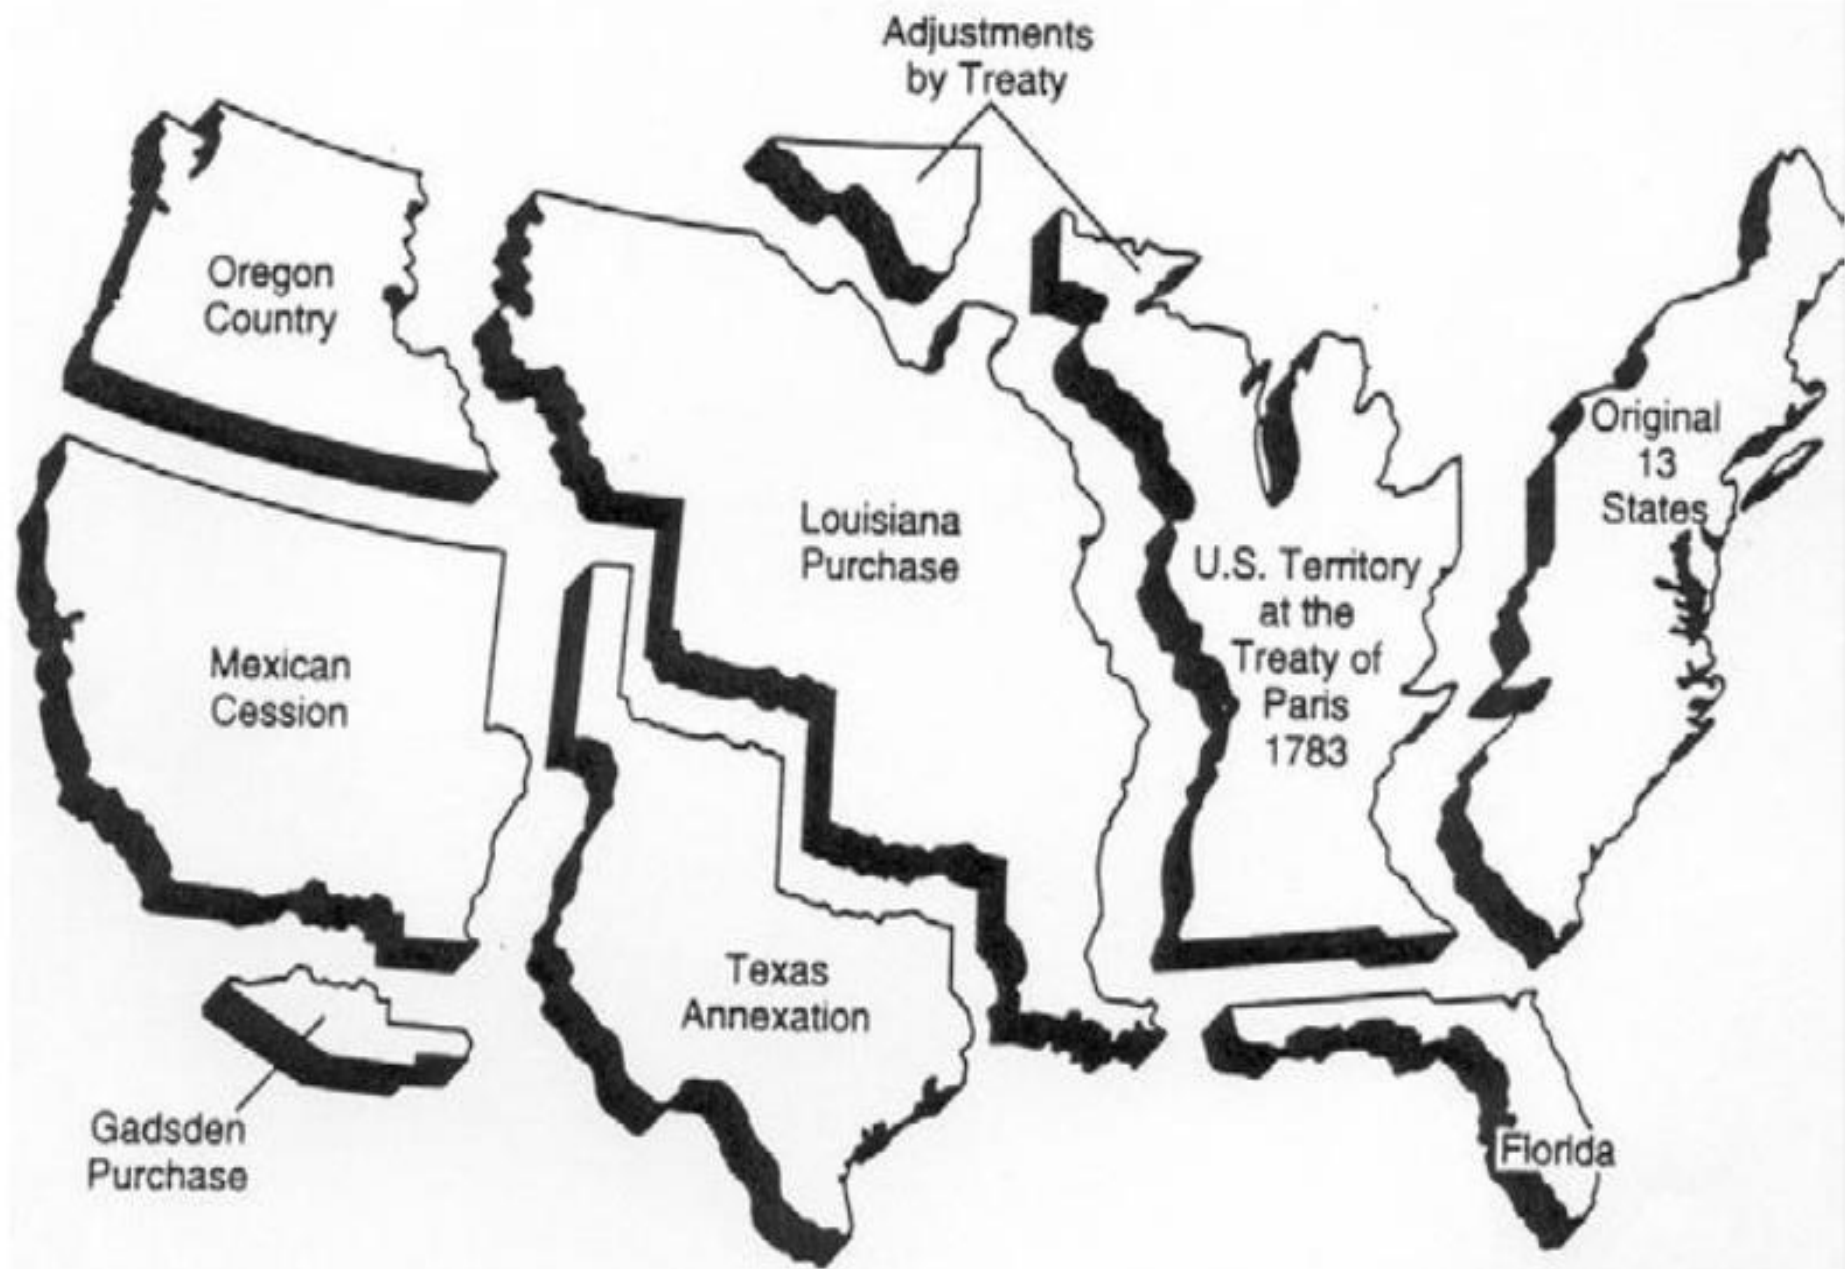 Adjustments
by Treaty
Oregon
Country
Original
13
States
Louisiana
Purchase
U.S. Territory
at the
Treaty of
Paris
1783
Mexican
Cession
Texas
Annexation
Gadsden
Purchase
Florida